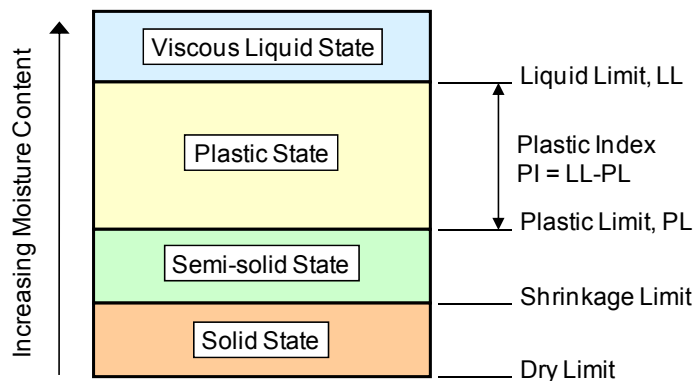 Increasing Moisture Content
Viscous Liquid State
Liquid Limit, LL
Plastic State
Plastic Index
PI = LL-PL
Plastic Limit, PL
Semi-solid State
Shrinkage Limit
Solid State
Dry Limit